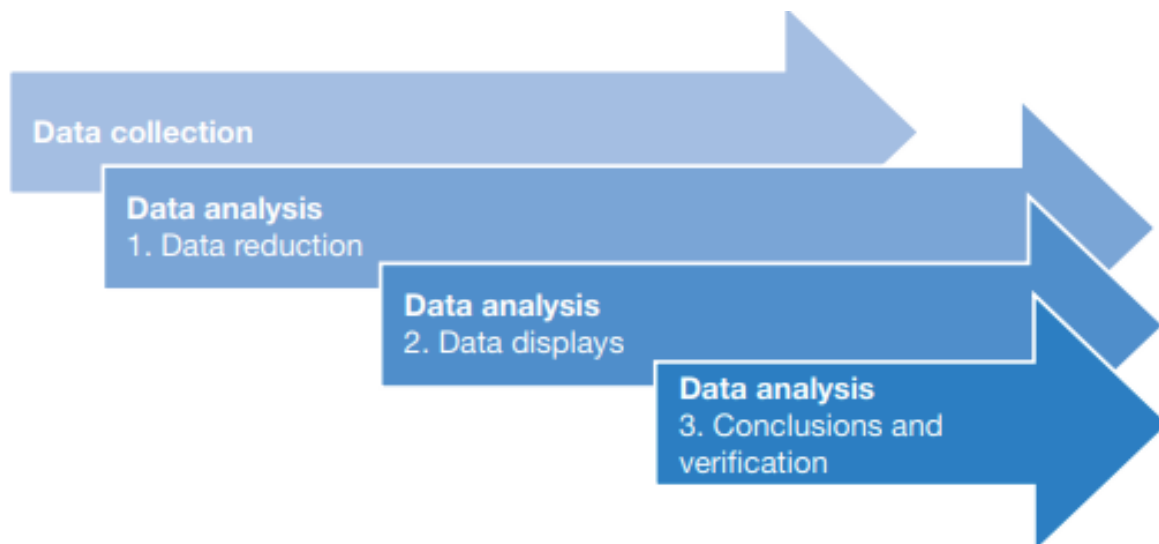 Data collection
Data analysis
1. Data reduction
Data analysis
2. Data displays
Data analysis
3. Conclusions and
verification